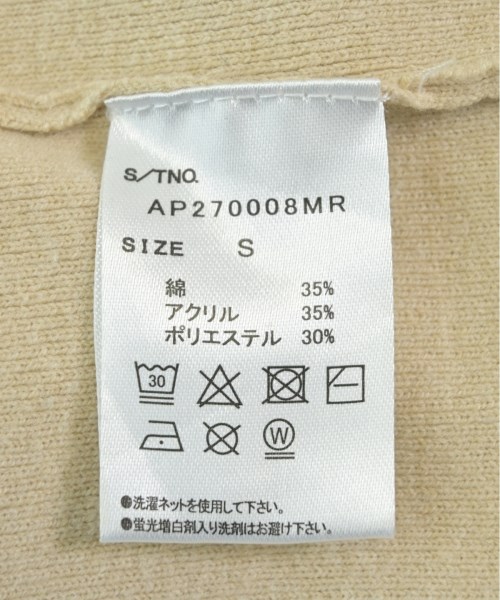 S/TNO.
AP270008MR
SIZE S
綿 35%
アクリル 35%
ポリエステル 30%
30
W
●洗濯ネットを使用して下さい。
●蛍光増白剤入り洗剤はお避け下さい。